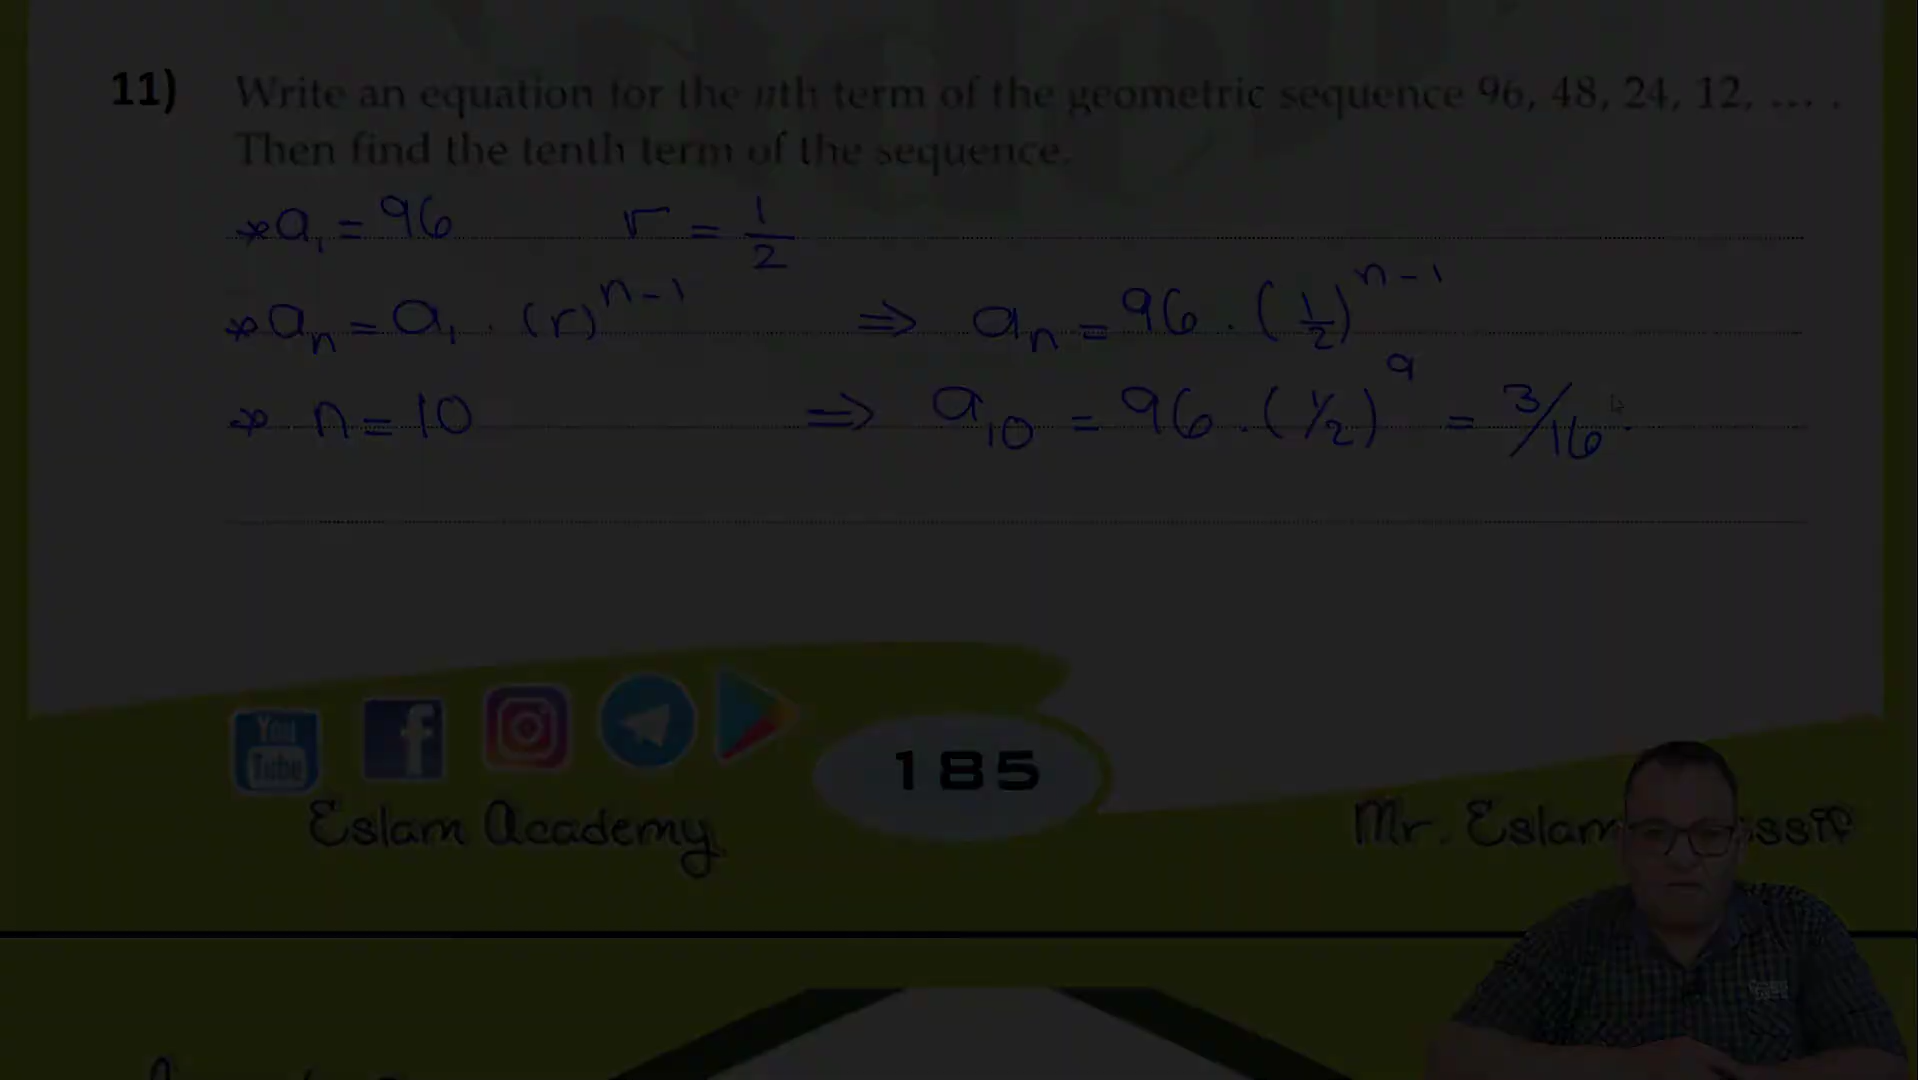 11) Write an equation for the nth term of the geometric sequence 96, 48, 24, 12, ... .
Then find the tenth term of the sequence.
* a₁ = 96 r = 1/2
* aₙ = a₁ . (r)ⁿ⁻¹ ⇒ aₙ = 96 . (1/2)ⁿ⁻¹
* n = 10 ⇒ a₁₀ = 96 . (1/2)⁹ = 3/16.
You
Tube
f
185
Eslam Academy
Mr. Eslam